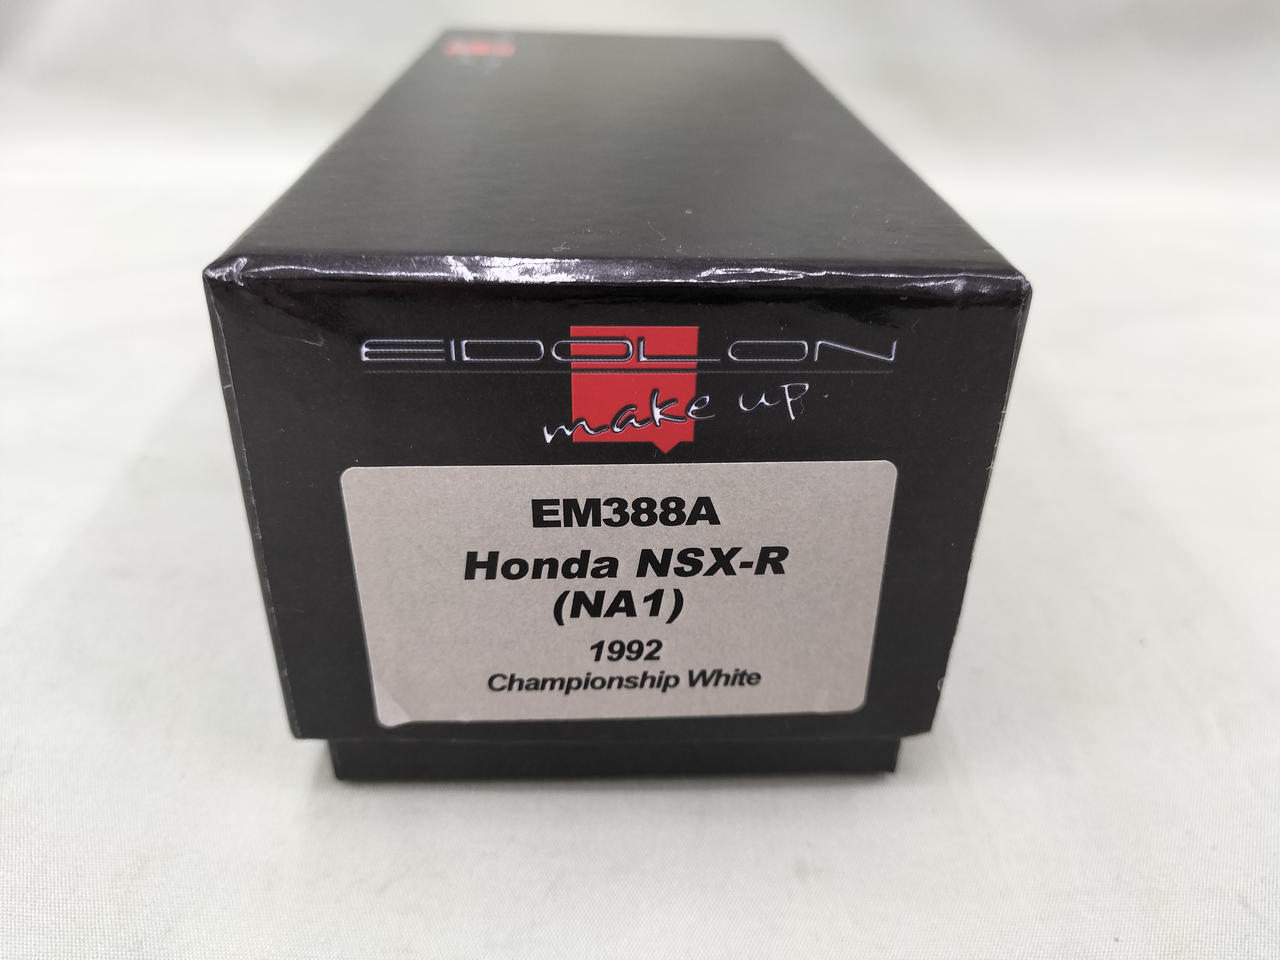 EIDOLON
make up.
EM388A
Honda NSX-R
(NA1)
1992
Championship White